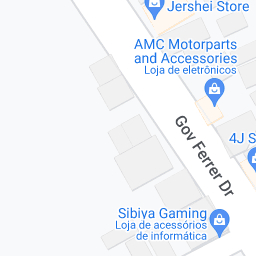 Jershei Store
AMC Motorparts
and Accessories
Loja de eletrônicos
Gov Ferrer Dr
4J S
Sibiya Gaming
Loja de acessórios
de informática